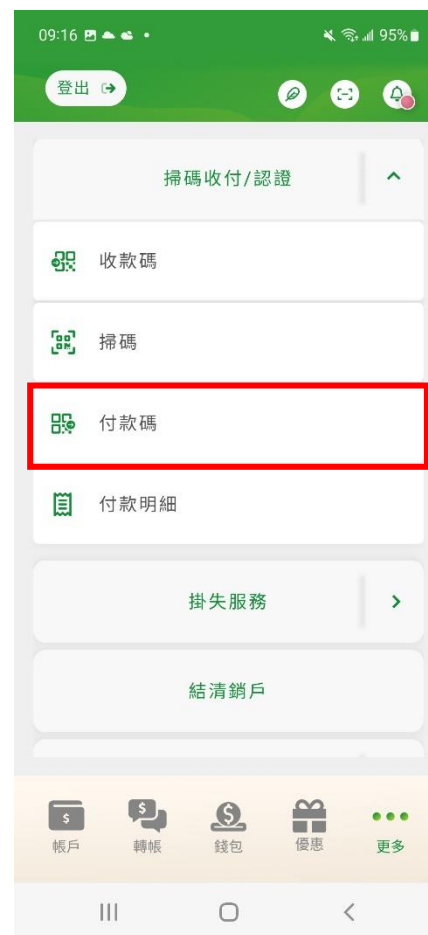 09:16
95%
登出
掃碼收付/認證
收款碼
掃碼
付款碼
付款明細
掛失服務
結清銷戶
帳戶
轉帳
錢包
優惠
更多